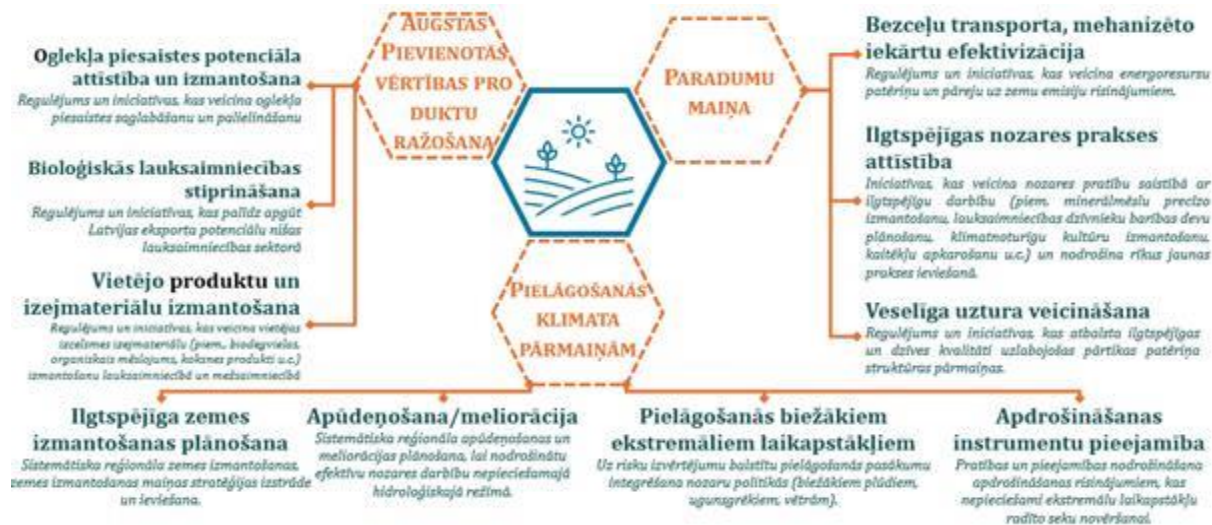 AUGSTAS
PIEVIENOTAS
VĒRTĪBAS PRO
DUKTU
RAŽOŠANA
Oglekļa piesaistes potenciāla
attīstība un izmantošana
Regulējums un iniciatīvas, kas veicina oglekļa
piesaistes saglabāšanu un palielināšanu
Bioloģiskās lauksaimniecības
stiprināšana
Regulējums un iniciatīvas, kas palīdz apgūt
Latvijas eksporta potenciālu nišas
lauksaimniecības sektorā
Vietējo produktu un
izejmateriālu izmantošana
Regulējums un iniciatīvas, kas veicina vietējas
izcelsmes izejmateriālu (piem., biodegvielas,
organiskais mēslojums, koksnes produkti u.c.)
izmantošanu lauksaimniecībā un mežsaimniecībā
PARADUMU
MAIŅA
Bezceļu transporta, mehanizēto
iekārtu efektivizācija
Regulējums un iniciatīvas, kas veicina energoresursu
patēriņu un pāreju uz zemu emisiju risinājumiem.
Ilgtspējīgas nozares prakses
attīstība
Iniciatīvas, kas veicina nozares pratību saistībā ar
ilgtspējīgu darbību (piem. minerālmēslu precīzo
izmantošanu, lauksaimniecības dzīvnieku barības devu
plānošanu, klimatnoturīgu kultūru izmantošanu,
kaitēkļu apkarošanu u.c.) un nodrošina rīkus jaunas
prakses ieviešanā.
Veselīga uztura veicināšana
Regulējums un iniciatīvas, kas atbalsta ilgtspējīgas
un dzīves kvalitāti uzlabojošas pārtikas patēriņa
struktūras pārmaiņas.
PIELĀGOŠANĀS
KLIMATA
PĀRMAIŅĀM
Ilgtspējīga zemes
izmantošanas plānošana
Sistemātiska reģionāla zemes izmantošanas,
zemes izmantošanas maiņas stratēģijas izstrāde
un ieviešana.
Apūdeņošana/meliorācija
Sistemātiska reģionāla apūdeņošanas un
meliorācijas plānošana, lai nodrošinātu
efektīvu nozares darbību nepieciešamajā
hidroloģiskajā režīmā.
Pielāgošanās biežākiem
ekstremāliem laikapstākļiem
Uz risku izvērtējumu balstītu pielāgošanās pasākumu
integrēšana nozaru politikās (biežākiem plūdiem,
ugunsgrēkiem, vētrām).
Apdrošināšanas
instrumentu pieejamība
Pratības un pieejamības nodrošināšana
apdrošināšanas risinājumiem, kas
nepieciešami ekstremālu laikapstākļu
radīto seku novēršanai.